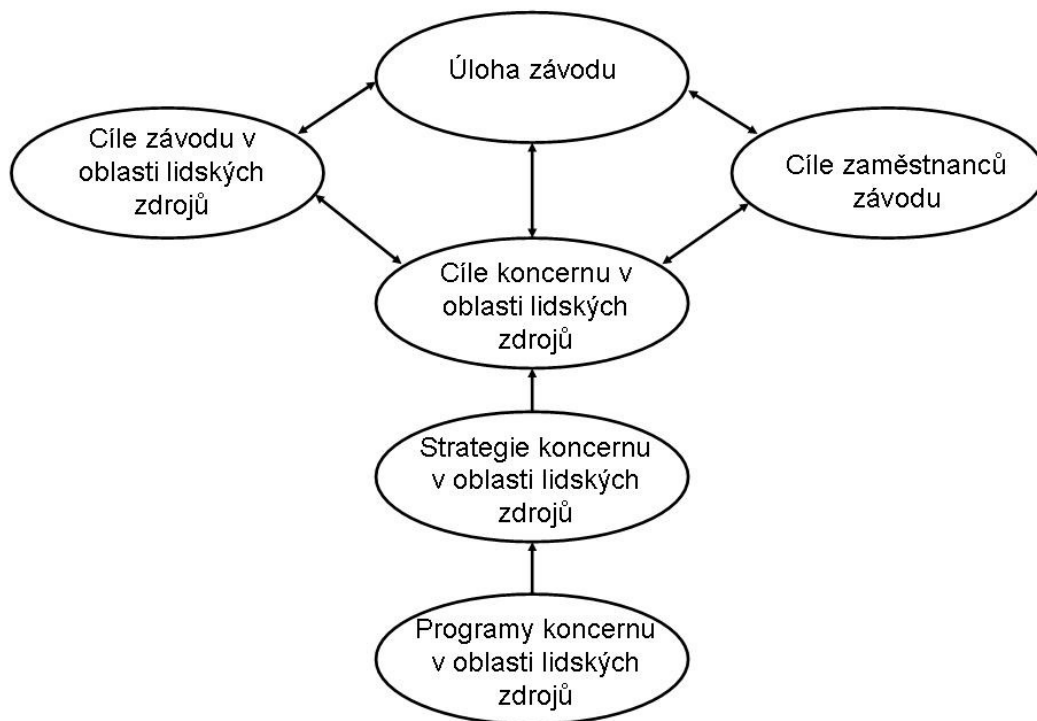 Úloha závodu
Cíle závodu v
oblasti lidských
zdrojů
Cíle zaměstnanců
závodu
Cíle koncernu v
oblasti lidských
zdrojů
Strategie koncernu
v oblasti lidských
zdrojů
Programy koncernu
v oblasti lidských
zdrojů